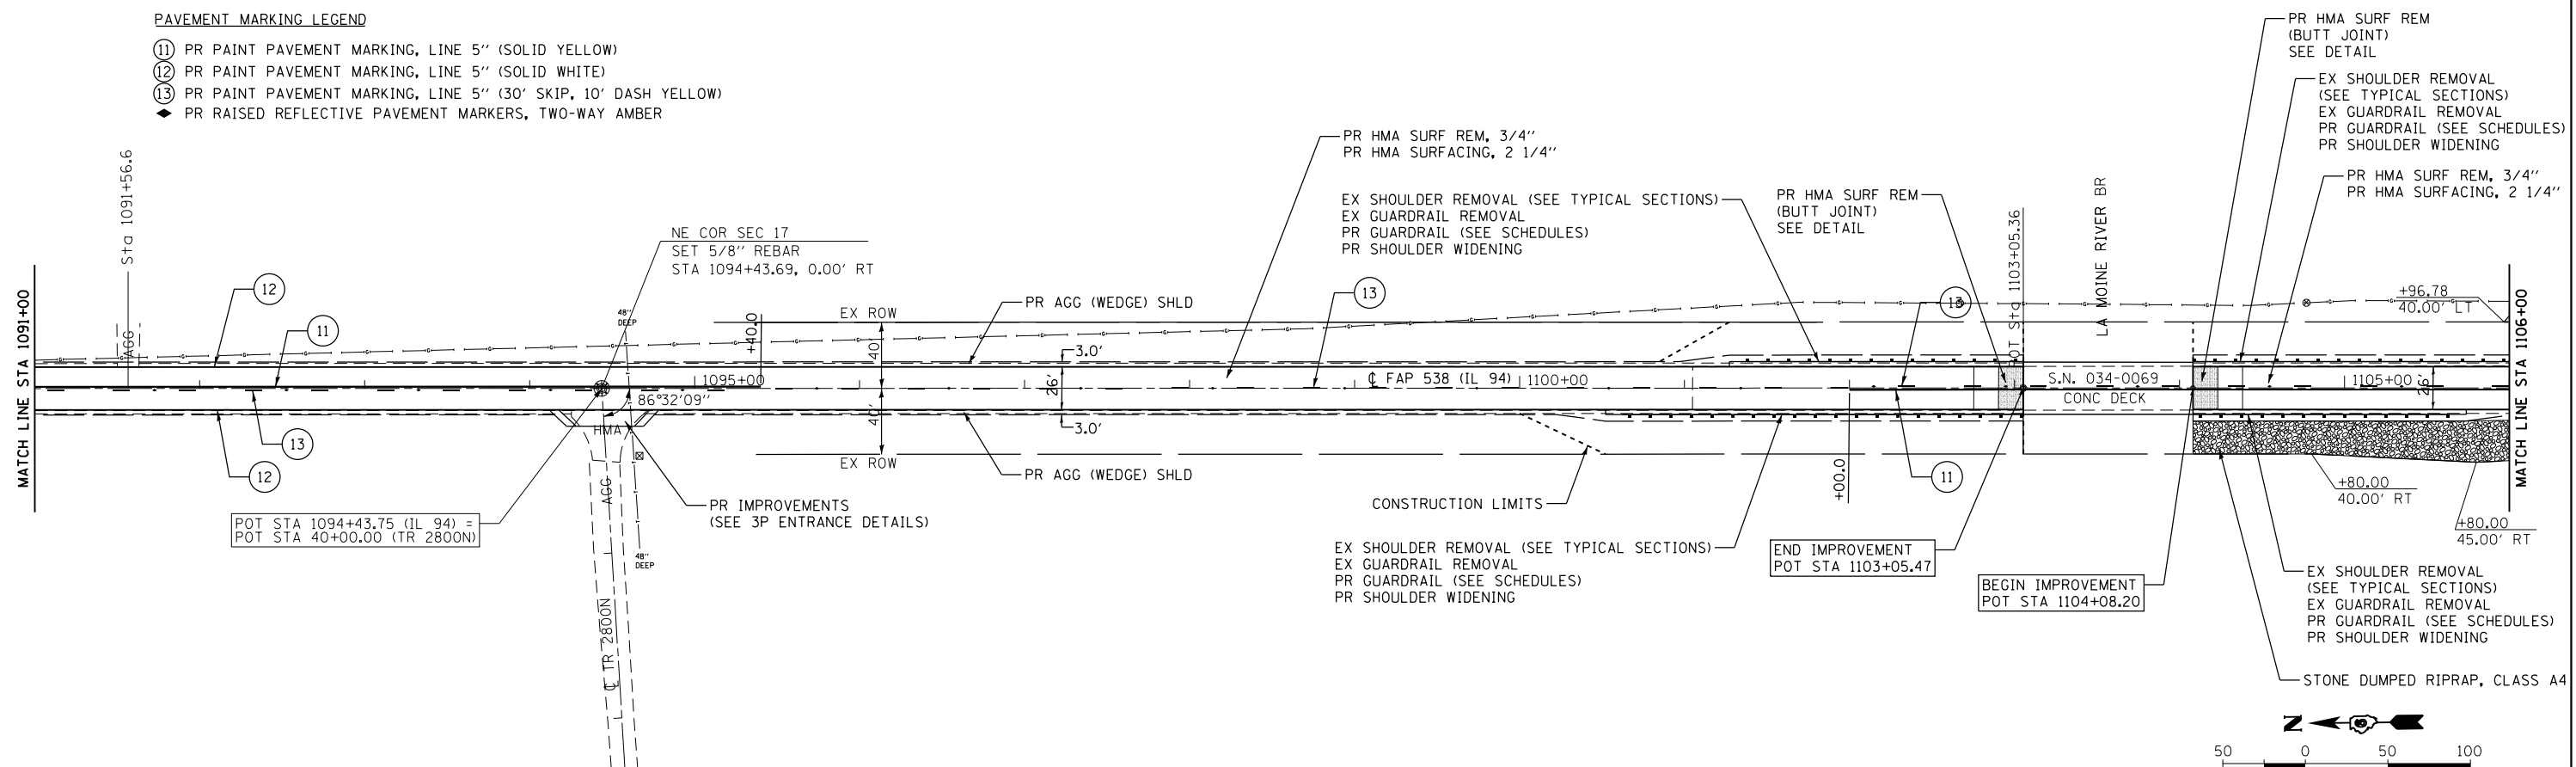 PAVEMENT MARKING LEGEND
11 PR PAINT PAVEMENT MARKING, LINE 5'' (SOLID YELLOW)
12 PR PAINT PAVEMENT MARKING, LINE 5'' (SOLID WHITE)
13 PR PAINT PAVEMENT MARKING, LINE 5'' (30' SKIP, 10' DASH YELLOW)
PR RAISED REFLECTIVE PAVEMENT MARKERS, TWO-WAY AMBER
MATCH LINE STA 1091+00
Sta 1091+56.6
AGG
12
11
13
12
NE COR SEC 17
SET 5/8'' REBAR
STA 1094+43.69, 0.00' RT
48''
DEEP
+40.0
1095+00
86°32'09''
HMA
AGG
℄ TR 2800N
48''
DEEP
POT STA 1094+43.75 (IL 94) =
POT STA 40+00.00 (TR 2800N)
PR IMPROVEMENTS
(SEE 3P ENTRANCE DETAILS)
EX ROW
40'
40'
EX ROW
PR AGG (WEDGE) SHLD
3.0'
26'
3.0'
PR AGG (WEDGE) SHLD
PR HMA SURF REM, 3/4''
PR HMA SURFACING, 2 1/4''
13
℄ FAP 538 (IL 94)
1100+00
EX SHOULDER REMOVAL (SEE TYPICAL SECTIONS)
EX GUARDRAIL REMOVAL
PR GUARDRAIL (SEE SCHEDULES)
PR SHOULDER WIDENING
CONSTRUCTION LIMITS
EX SHOULDER REMOVAL (SEE TYPICAL SECTIONS)
EX GUARDRAIL REMOVAL
PR GUARDRAIL (SEE SCHEDULES)
PR SHOULDER WIDENING
PR HMA SURF REM
(BUTT JOINT)
SEE DETAIL
13
POT Sta 1103+05.36
+00.0
11
END IMPROVEMENT
POT STA 1103+05.47
LA MOINE RIVER BR
S.N. 034-0069
CONC DECK
BEGIN IMPROVEMENT
POT STA 1104+08.20
PR HMA SURF REM
(BUTT JOINT)
SEE DETAIL
EX SHOULDER REMOVAL
(SEE TYPICAL SECTIONS)
EX GUARDRAIL REMOVAL
PR GUARDRAIL (SEE SCHEDULES)
PR SHOULDER WIDENING
PR HMA SURF REM, 3/4''
PR HMA SURFACING, 2 1/4''
+96.78
40.00' LT
1105+00
26'
MATCH LINE STA 1106+00
+80.00
40.00' RT
+80.00
45.00' RT
EX SHOULDER REMOVAL
(SEE TYPICAL SECTIONS)
EX GUARDRAIL REMOVAL
PR GUARDRAIL (SEE SCHEDULES)
PR SHOULDER WIDENING
STONE DUMPED RIPRAP, CLASS A4
N
50 0 50 100